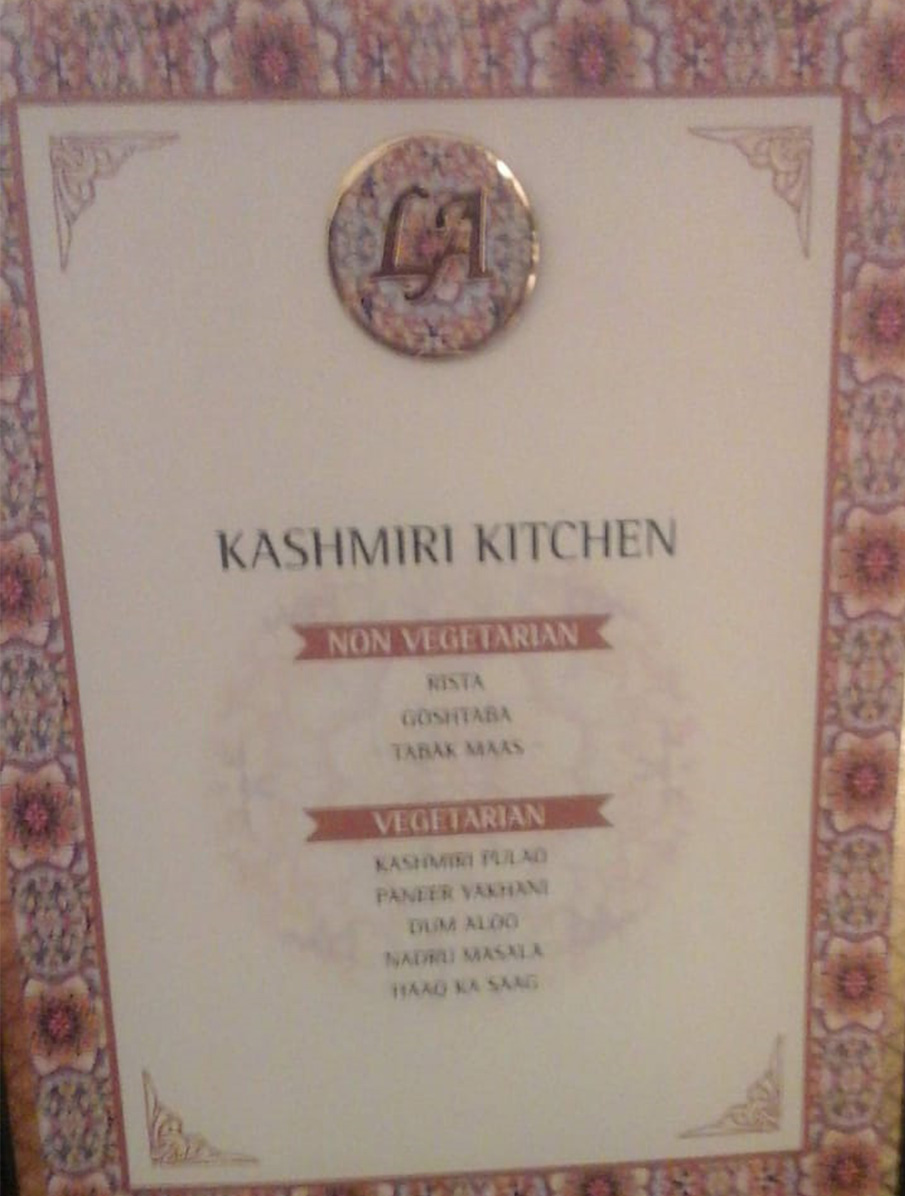 LA
KASHMIRI KITCHEN
NON VEGETARIAN
RISTA
GOSHTABA
TABAK MAAS
VEGETARIAN
KASHMIRI PULAO
PANEER YAKHANI
DUM ALOO
NADRU MASALA
HAAQ KA SAAG